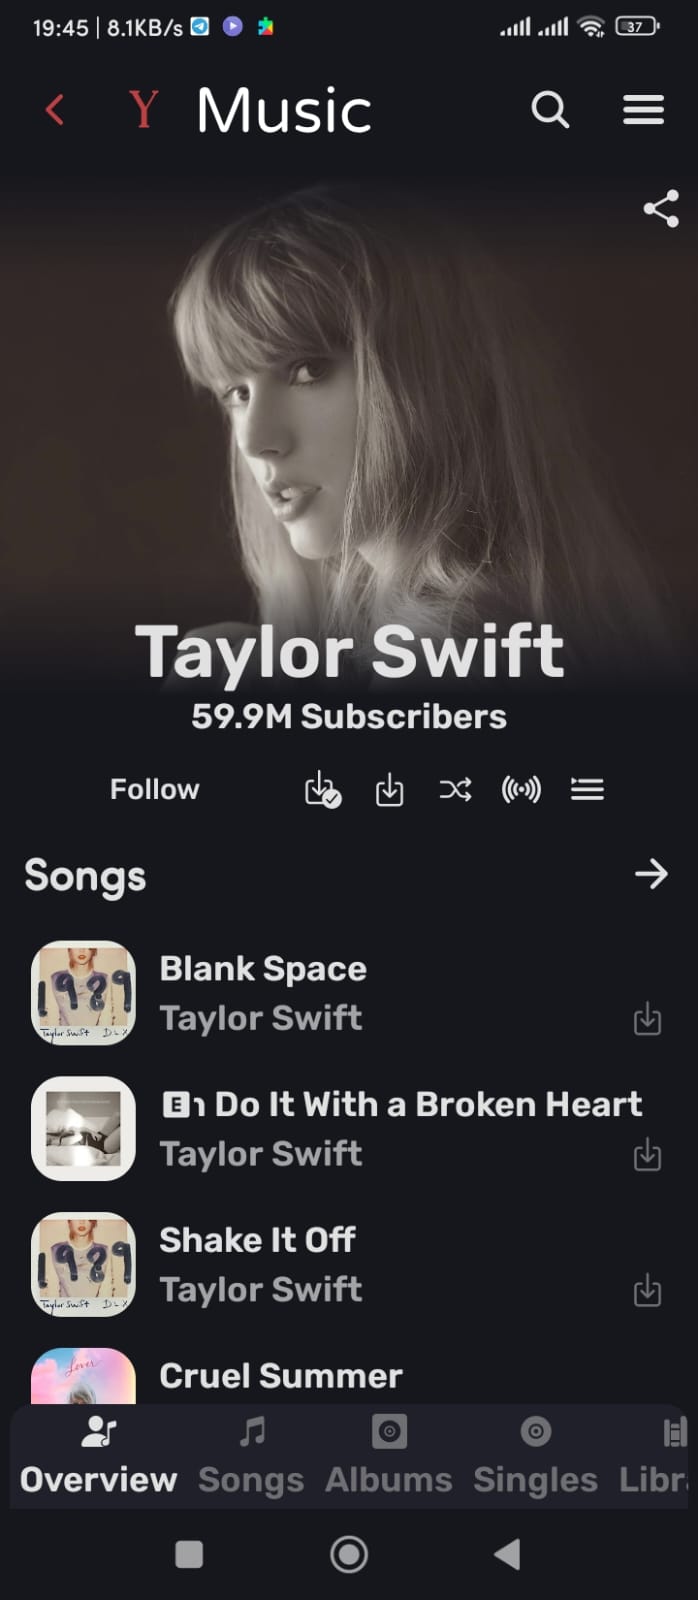 19:45 | 8.1KB/s
37
Y Music
Taylor Swift
59.9M Subscribers
Follow
Songs
1989
Taylor Swift D.L.X.
Blank Space
Taylor Swift
E
Do It With a Broken Heart
Taylor Swift
1989
Taylor Swift D.L.X.
Shake It Off
Taylor Swift
Lover
Cruel Summer
Overview Songs Albums Singles Libr